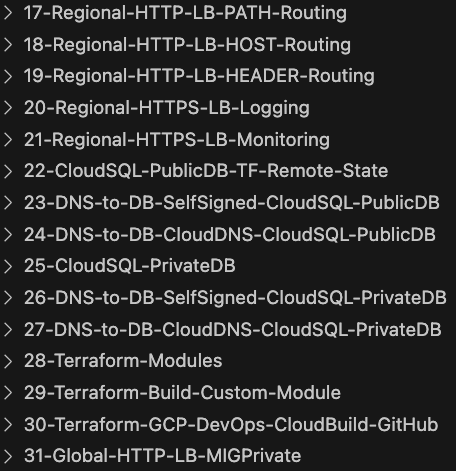 17-Regional-HTTP-LB-PATH-Routing
18-Regional-HTTP-LB-HOST-Routing
19-Regional-HTTP-LB-HEADER-Routing
20-Regional-HTTPS-LB-Logging
21-Regional-HTTPS-LB-Monitoring
22-CloudSQL-PublicDB-TF-Remote-State
23-DNS-to-DB-SelfSigned-CloudSQL-PublicDB
24-DNS-to-DB-CloudDNS-CloudSQL-PublicDB
25-CloudSQL-PrivateDB
26-DNS-to-DB-SelfSigned-CloudSQL-PrivateDB
27-DNS-to-DB-CloudDNS-CloudSQL-PrivateDB
28-Terraform-Modules
29-Terraform-Build-Custom-Module
30-Terraform-GCP-DevOps-CloudBuild-GitHub
31-Global-HTTP-LB-MIGPrivate